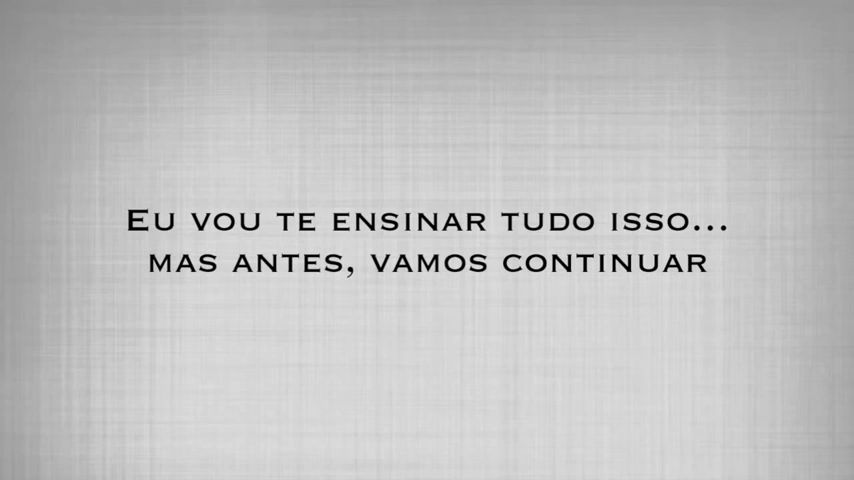 Eu vou te ensinar tudo isso...
mas antes, vamos continuar